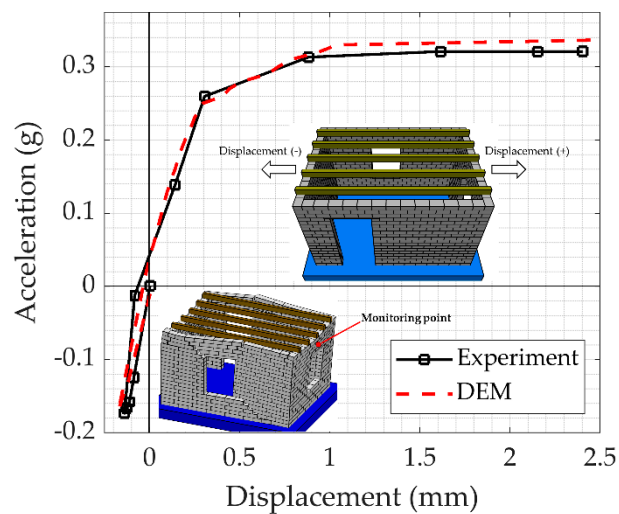 Acceleration (g)
0.3
0.2
0.1
0
-0.1
-0.2
Displacement (-)
Displacement (+)
Monitoring point
Experiment
DEM
0
0.5
1
1.5
2
2.5
Displacement (mm)